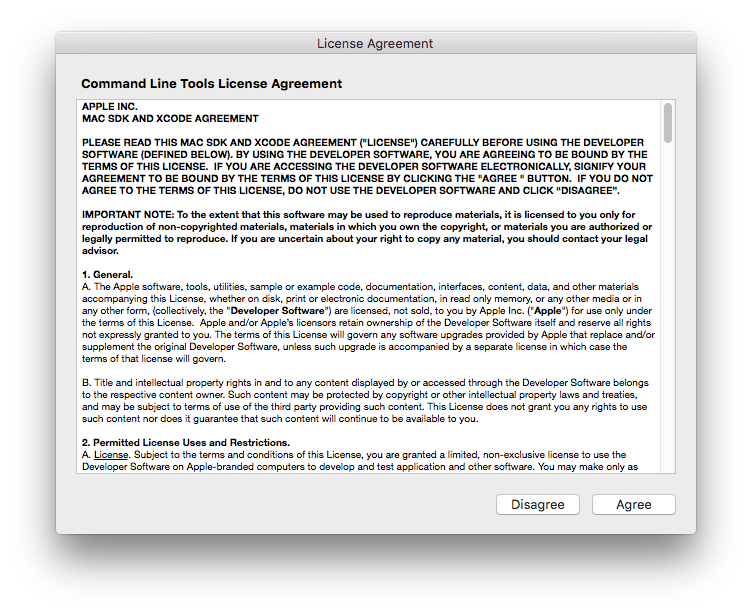 License Agreement
Command Line Tools License Agreement
APPLE INC.
MAC SDK AND XCODE AGREEMENT
PLEASE READ THIS MAC SDK AND XCODE AGREEMENT ("LICENSE") CAREFULLY BEFORE USING THE DEVELOPER
SOFTWARE (DEFINED BELOW). BY USING THE DEVELOPER SOFTWARE, YOU ARE AGREEING TO BE BOUND BY THE
TERMS OF THIS LICENSE.  IF YOU ARE ACCESSING THE DEVELOPER SOFTWARE ELECTRONICALLY, SIGNIFY YOUR
AGREEMENT TO BE BOUND BY THE TERMS OF THIS LICENSE BY CLICKING THE "AGREE " BUTTON.  IF YOU DO NOT
AGREE TO THE TERMS OF THIS LICENSE, DO NOT USE THE DEVELOPER SOFTWARE AND CLICK “DISAGREE”.
IMPORTANT NOTE: To the extent that this software may be used to reproduce materials, it is licensed to you only for
reproduction of non-copyrighted materials, materials in which you own the copyright, or materials you are authorized or
legally permitted to reproduce. If you are uncertain about your right to copy any material, you should contact your legal
advisor.
1. General.
A. The Apple software, tools, utilities, sample or example code, documentation, interfaces, content, data, and other materials
accompanying this License, whether on disk, print or electronic documentation, in read only memory, or any other media or in
any other form, (collectively, the "Developer Software") are licensed, not sold, to you by Apple Inc. ("Apple") for use only under
the terms of this License.  Apple and/or Apple’s licensors retain ownership of the Developer Software itself and reserve all rights
not expressly granted to you. The terms of this License will govern any software upgrades provided by Apple that replace and/or
supplement the original Developer Software, unless such upgrade is accompanied by a separate license in which case the
terms of that license will govern.
B. Title and intellectual property rights in and to any content displayed by or accessed through the Developer Software belongs
to the respective content owner. Such content may be protected by copyright or other intellectual property laws and treaties,
and may be subject to terms of use of the third party providing such content. This License does not grant you any rights to use
such content nor does it guarantee that such content will continue to be available to you.
2. Permitted License Uses and Restrictions.
A. License. Subject to the terms and conditions of this License, you are granted a limited, non-exclusive license to use the
Developer Software on Apple-branded computers to develop and test application and other software. You may make only as
Disagree
Agree